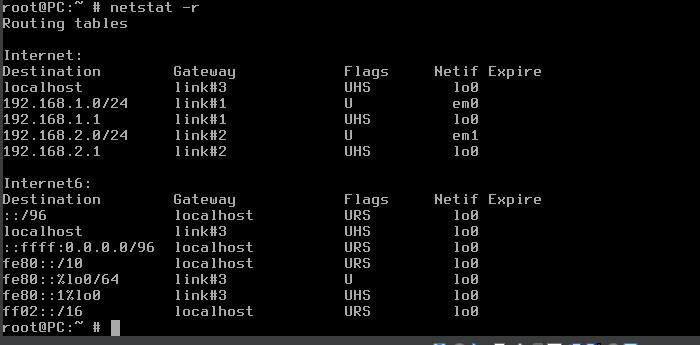 root@PC:~ # netstat -r
Routing tables

Internet:
Destination        Gateway            Flags     Netif Expire
localhost          link#3             UHS         lo0
192.168.1.0/24     link#1             U           em0
192.168.1.1        link#1             UHS         lo0
192.168.2.0/24     link#2             U           em1
192.168.2.1        link#2             UHS         lo0

Internet6:
Destination        Gateway            Flags     Netif Expire
::/96              localhost          URS         lo0
localhost          link#3             UHS         lo0
::ffff:0.0.0.0/96  localhost          URS         lo0
fe80::/10          localhost          URS         lo0
fe80::%lo0/64      link#3             U           lo0
fe80::1%lo0        link#3             UHS         lo0
ff02::/16          localhost          URS         lo0
root@PC:~ #